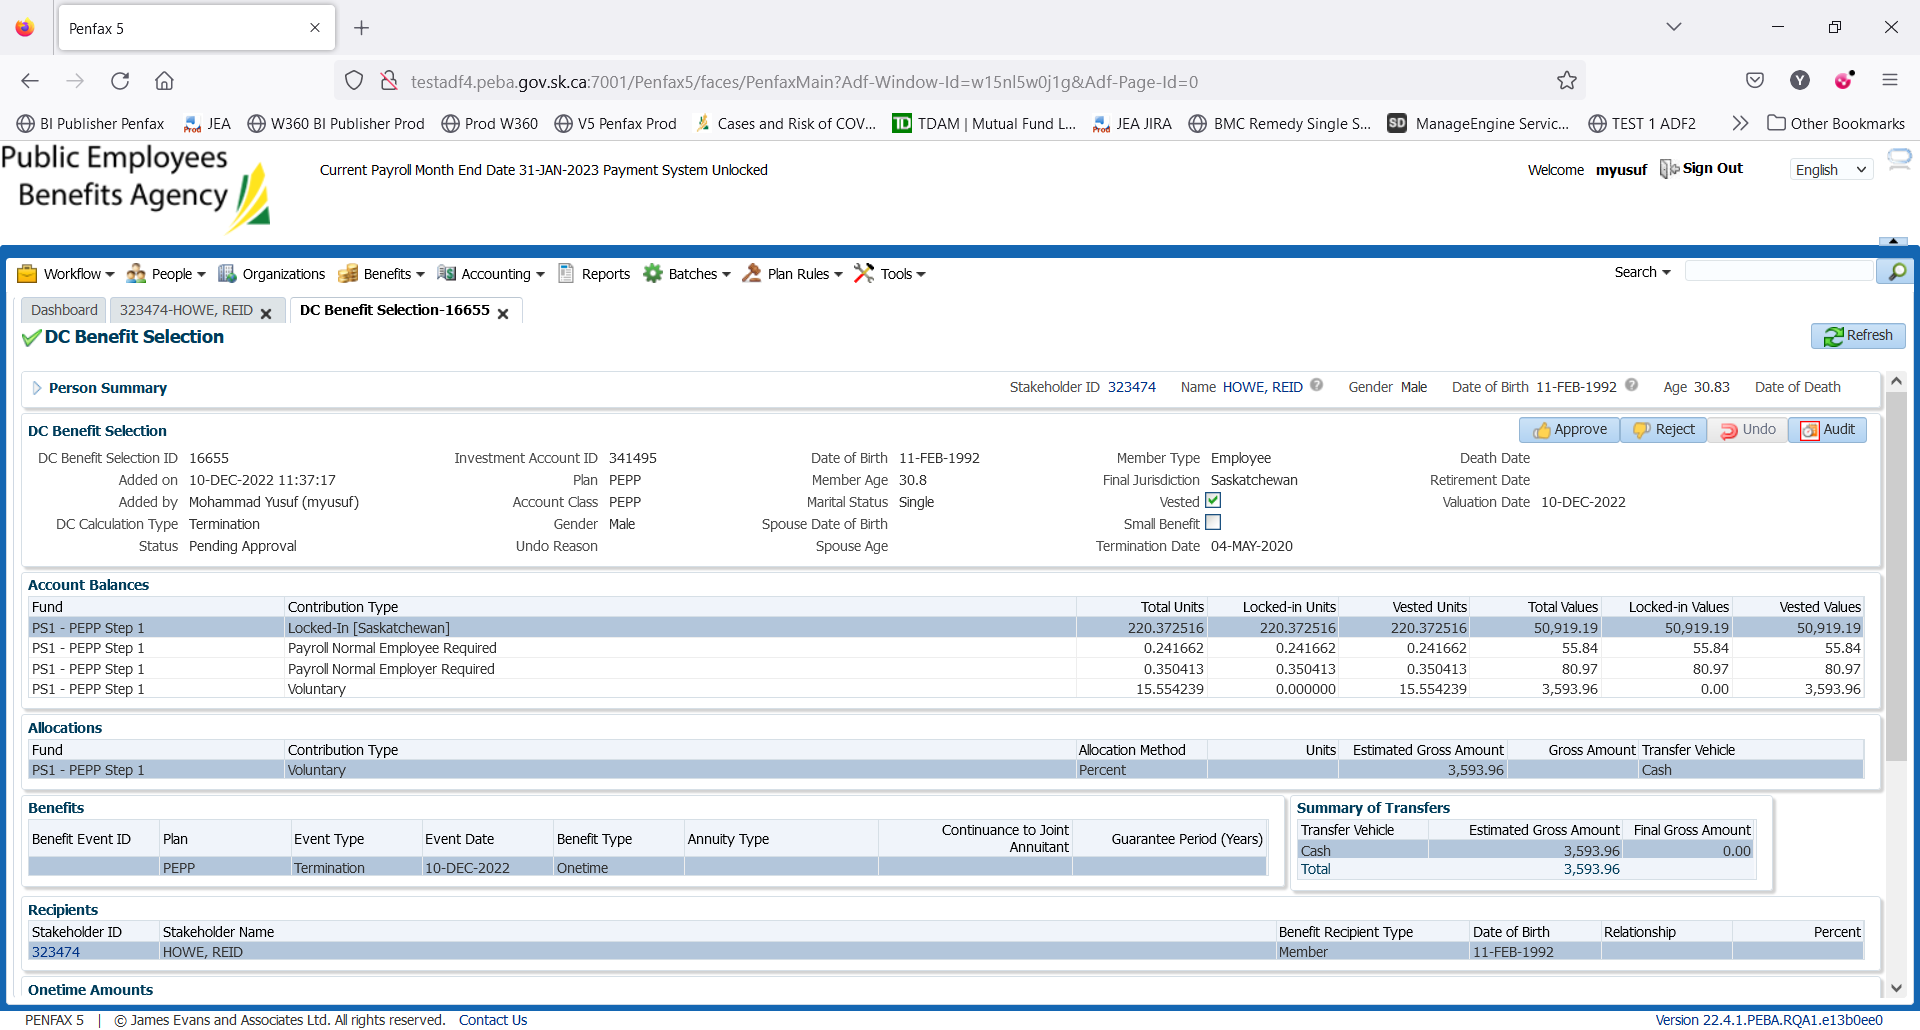 Penfax 5
testadf4.peba.gov.sk.ca:7001/Penfax5/faces/PenfaxMain?Adf-Window-Id=w15nl5w0j1g&Adf-Page-Id=0
Y
BI Publisher Penfax JEA W360 BI Publisher Prod Prod W360 V5 Penfax Prod Cases and Risk of COV... TDAM | Mutual Fund L... JEA JIRA BMC Remedy Single S... SD ManageEngine Servic... TEST 1 ADF2 Other Bookmarks
Public Employees
Benefits Agency
Current Payroll Month End Date 31-JAN-2023 Payment System Unlocked
Welcome myusuf Sign Out English
Workflow People Organizations Benefits Accounting Reports Batches Plan Rules Tools Search
Dashboard 323474-HOWE, REID DC Benefit Selection-16655
DC Benefit Selection Refresh
Person Summary Stakeholder ID 323474 Name HOWE, REID Gender Male Date of Birth 11-FEB-1992 Age 30.83 Date of Death
DC Benefit Selection Approve Reject Undo Audit
DC Benefit Selection ID 16655 Investment Account ID 341495 Date of Birth 11-FEB-1992 Member Type Employee Death Date
Added on 10-DEC-2022 11:37:17 Plan PEPP Member Age 30.8 Final Jurisdiction Saskatchewan Retirement Date
Added by Mohammad Yusuf (myusuf) Account Class PEPP Marital Status Single Vested Valuation Date 10-DEC-2022
DC Calculation Type Termination Gender Male Spouse Date of Birth Small Benefit
Status Pending Approval Undo Reason Spouse Age Termination Date 04-MAY-2020
Account Balances
Fund Contribution Type Total Units Locked-in Units Vested Units Total Values Locked-in Values Vested Values
PS1 - PEPP Step 1 Locked-In [Saskatchewan] 220.372516 220.372516 220.372516 50,919.19 50,919.19 50,919.19
PS1 - PEPP Step 1 Payroll Normal Employee Required 0.241662 0.241662 0.241662 55.84 55.84 55.84
PS1 - PEPP Step 1 Payroll Normal Employer Required 0.350413 0.350413 0.350413 80.97 80.97 80.97
PS1 - PEPP Step 1 Voluntary 15.554239 0.000000 15.554239 3,593.96 0.00 3,593.96
Allocations
Fund Contribution Type Allocation Method Units Estimated Gross Amount Gross Amount Transfer Vehicle
PS1 - PEPP Step 1 Voluntary Percent 3,593.96 Cash
Benefits
Benefit Event ID Plan Event Type Event Date Benefit Type Annuity Type Continuance to Joint Annuitant Guarantee Period (Years)
PEPP Termination 10-DEC-2022 Onetime
Summary of Transfers
Transfer Vehicle Estimated Gross Amount Final Gross Amount
Cash 3,593.96 0.00
Total 3,593.96
Recipients
Stakeholder ID Stakeholder Name Benefit Recipient Type Date of Birth Relationship Percent
323474 HOWE, REID Member 11-FEB-1992
Onetime Amounts
PENFAX 5 | © James Evans and Associates Ltd. All rights reserved. Contact Us Version 22.4.1.PEBA.RQA1.e13b0ee0